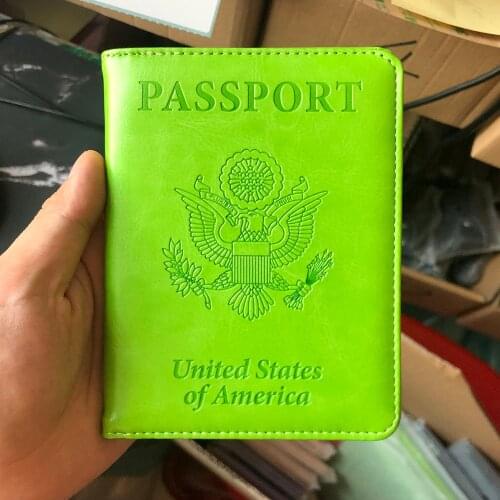 PASSPORT
United States
of America